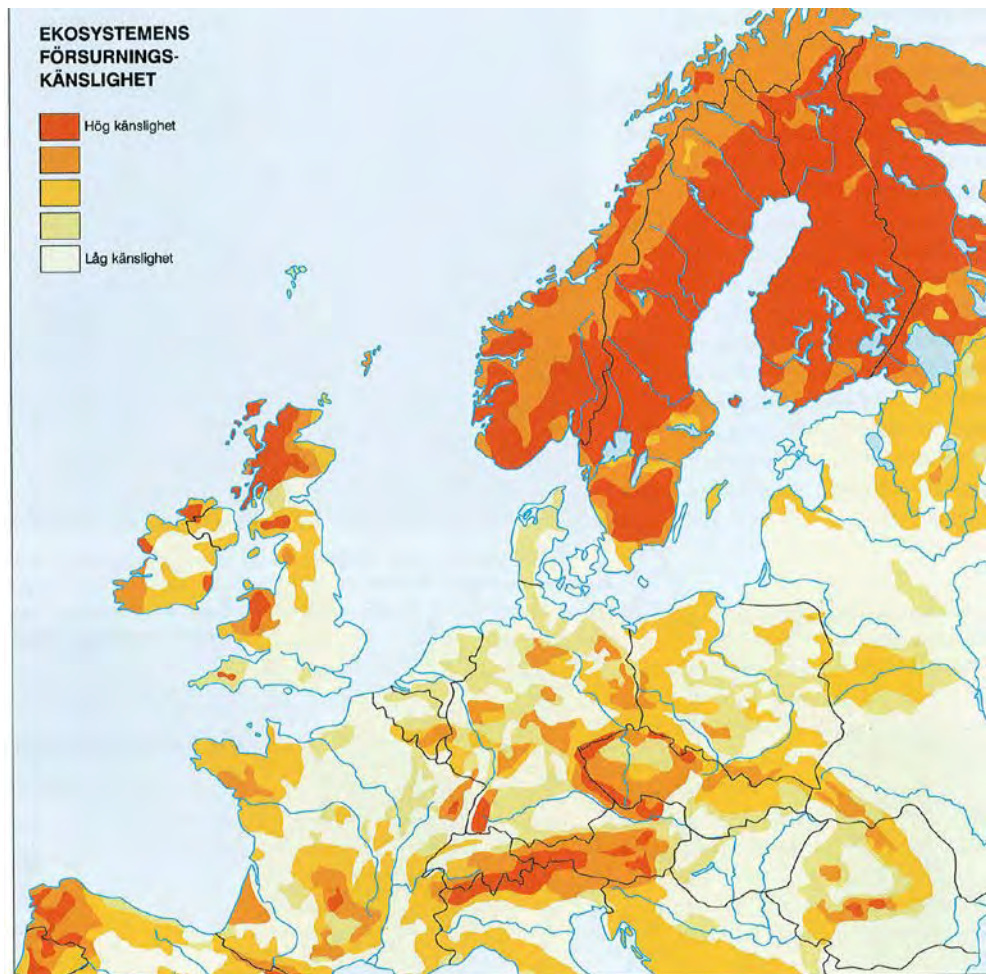 EKOSYSTEMENS
FÖRSURNINGS-
KÄNSLIGHET
Hög känslighet
Låg känslighet